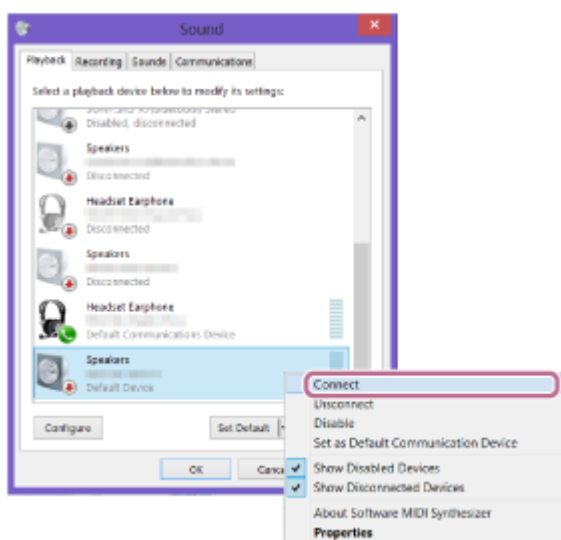 Sound
Playback Recording Sounds Communications
Select a playback device below to modify its settings:
Disabled, disconnected
Speakers
Disconnected
Headset Earphone
Disconnected
Speakers
Disconnected
Headset Earphone
Default Communications Device
Speakers
Default Device
Configure Set Default
OK
Connect
Disconnect
Disable
Set as Default Communication Device
Show Disabled Devices
Show Disconnected Devices
About Software MIDI Synthesizer
Properties